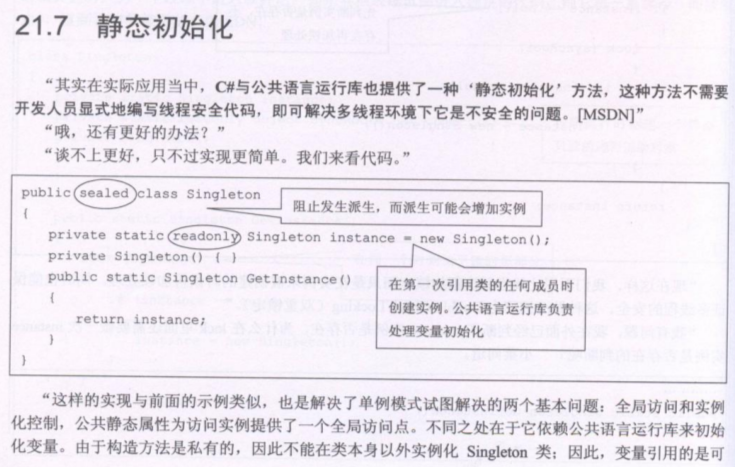 21.7 静态初始化
“其实在实际应用当中，C#与公共语言运行库也提供了一种‘静态初始化’方法，这种方法不需要
开发人员显式地编写线程安全代码，即可解决多线程环境下它是不安全的问题。[MSDN]”
“哦，还有更好的办法？”
“谈不上更好，只不过实现更简单。我们来看代码。”
public sealed class Singleton
阻止发生派生，而派生可能会增加实例
{
private static readonly Singleton instance = new Singleton();
private Singleton() { }
public static Singleton GetInstance()
在第一次引用类的任何成员时
创建实例。公共语言运行库负责
处理变量初始化
{
return instance;
}
}
“这样的实现与前面的示例类似，也是解决了单例模式试图解决的两个基本问题：全局访问和实例
化控制，公共静态属性为访问实例提供了一个全局访问点。不同之处在于它依赖公共语言运行库来初始
化变量。由于构造方法是私有的，因此不能在类本身以外实例化 Singleton 类；因此，变量引用的是可